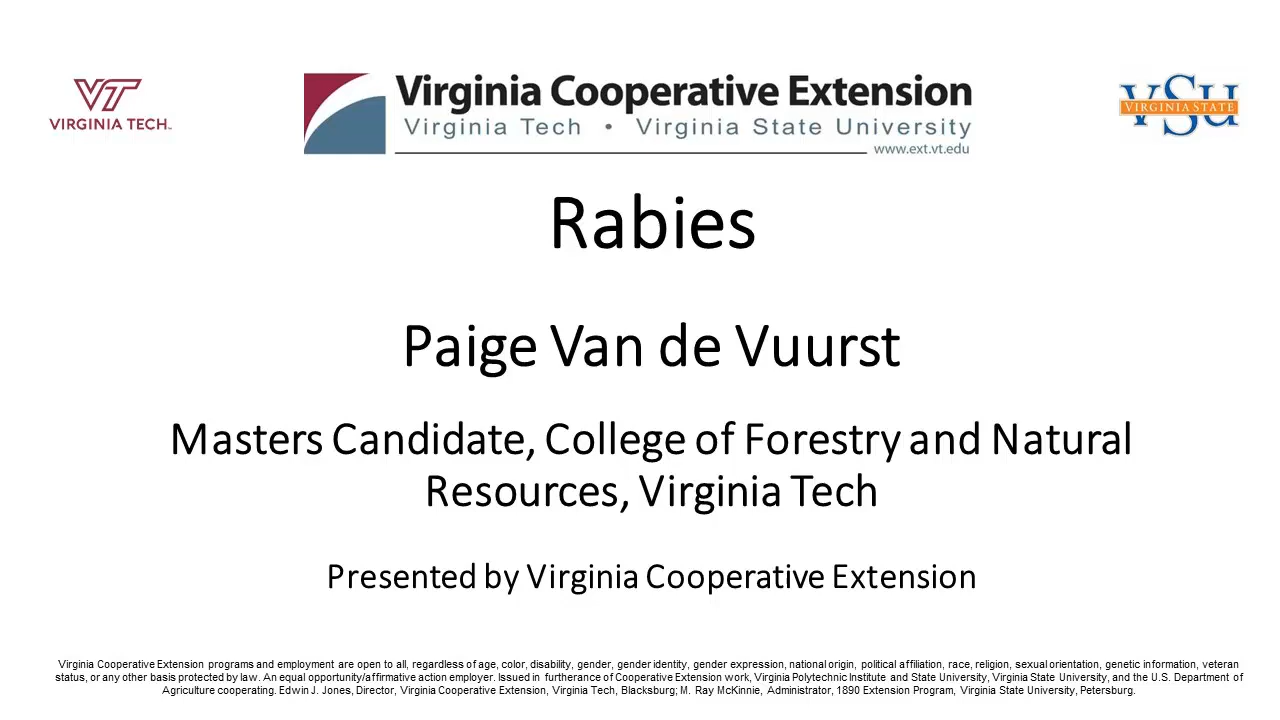 VT
VIRGINIA TECH™
Virginia Cooperative Extension
Virginia Tech • Virginia State University
www.ext.vt.edu
VSU
VIRGINIA STATE
Rabies
Paige Van de Vuurst
Masters Candidate, College of Forestry and Natural
Resources, Virginia Tech
Presented by Virginia Cooperative Extension
Virginia Cooperative Extension programs and employment are open to all, regardless of age, color, disability, gender, gender identity, gender expression, national origin, political affiliation, race, religion, sexual orientation, genetic information, veteran
status, or any other basis protected by law. An equal opportunity/affirmative action employer. Issued in furtherance of Cooperative Extension work, Virginia Polytechnic Institute and State University, Virginia State University, and the U.S. Department of
Agriculture cooperating. Edwin J. Jones, Director, Virginia Cooperative Extension, Virginia Tech, Blacksburg; M. Ray McKinnie, Administrator, 1890 Extension Program, Virginia State University, Petersburg.